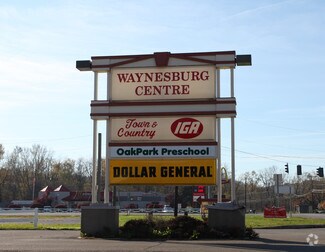 WAYNESBURG
CENTRE
Town &
Country
IGA
OakPark Preschool
DOLLAR GENERAL